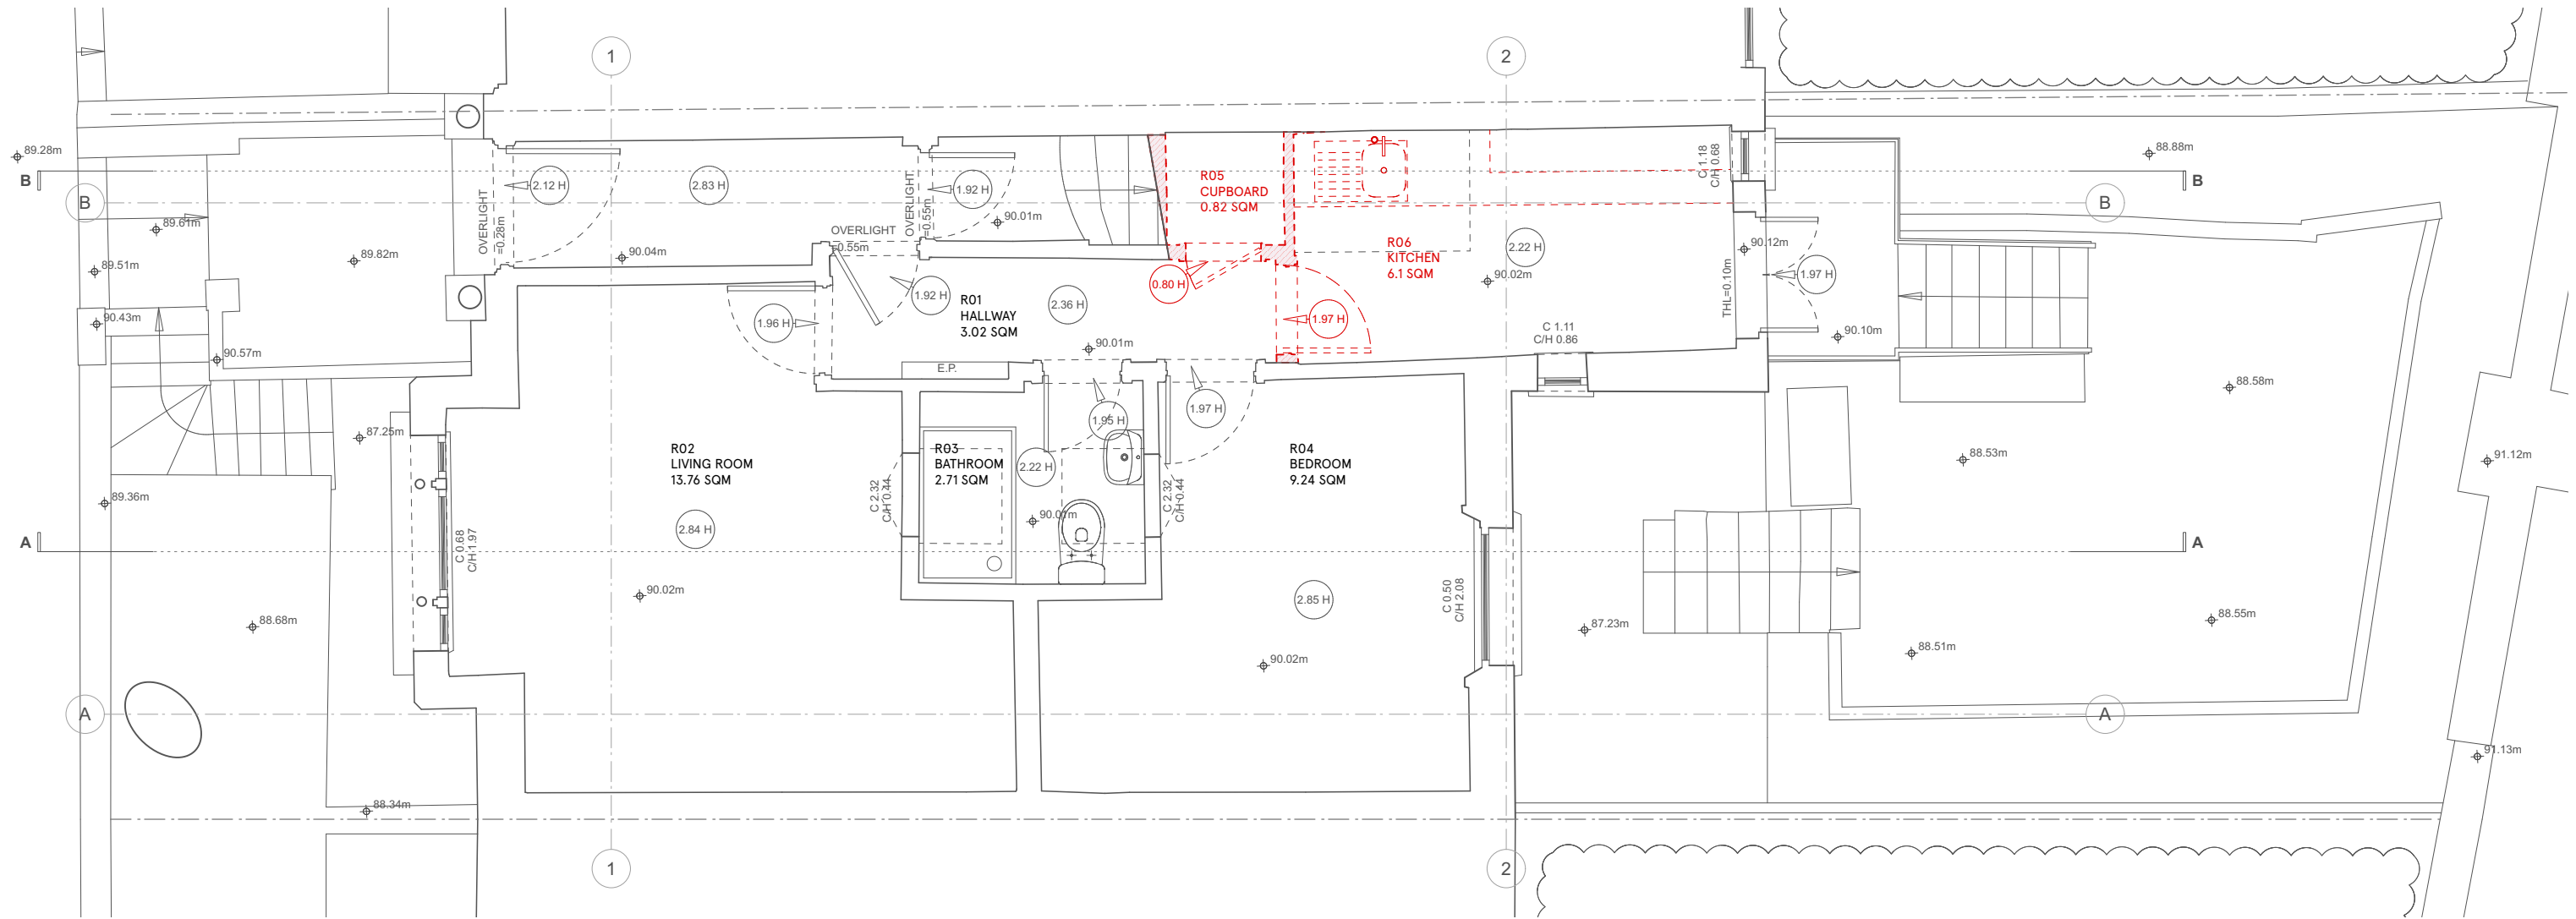 1
2
89.28m
B
B
89.61m
89.51m
89.82m
90.43m
90.57m
OVERLIGHT
=0.28m
2.12 H
2.83 H
90.04m
OVERLIGHT
=0.55m
1.92 H
90.01m
OVERLIGHT
=0.55m
1.92 H
1.96 H
R01
HALLWAY
3.02 SQM
2.36 H
90.01m
E.P.
R05
CUPBOARD
0.82 SQM
0.80 H
1.97 H
R06
KITCHEN
6.1 SQM
2.22 H
90.02m
C 1.11
C/H 0.86
C 1.18
C/H 0.68
THL=0.10m
90.12m
1.97 H
90.10m
88.88m
B
B
88.58m
88.53m
91.12m
87.25m
89.36m
88.68m
88.34m
A
A
C 0.68
C/H 1.97
R02
LIVING ROOM
13.76 SQM
2.84 H
90.02m
C 2.32
C/H 0.44
R03
BATHROOM
2.71 SQM
2.22 H
90.01m
1.95 H
1.97 H
C 2.32
C/H 0.44
R04
BEDROOM
9.24 SQM
2.85 H
90.02m
C 0.50
C/H 2.08
87.23m
88.51m
88.55m
A
A
91.13m
1
2